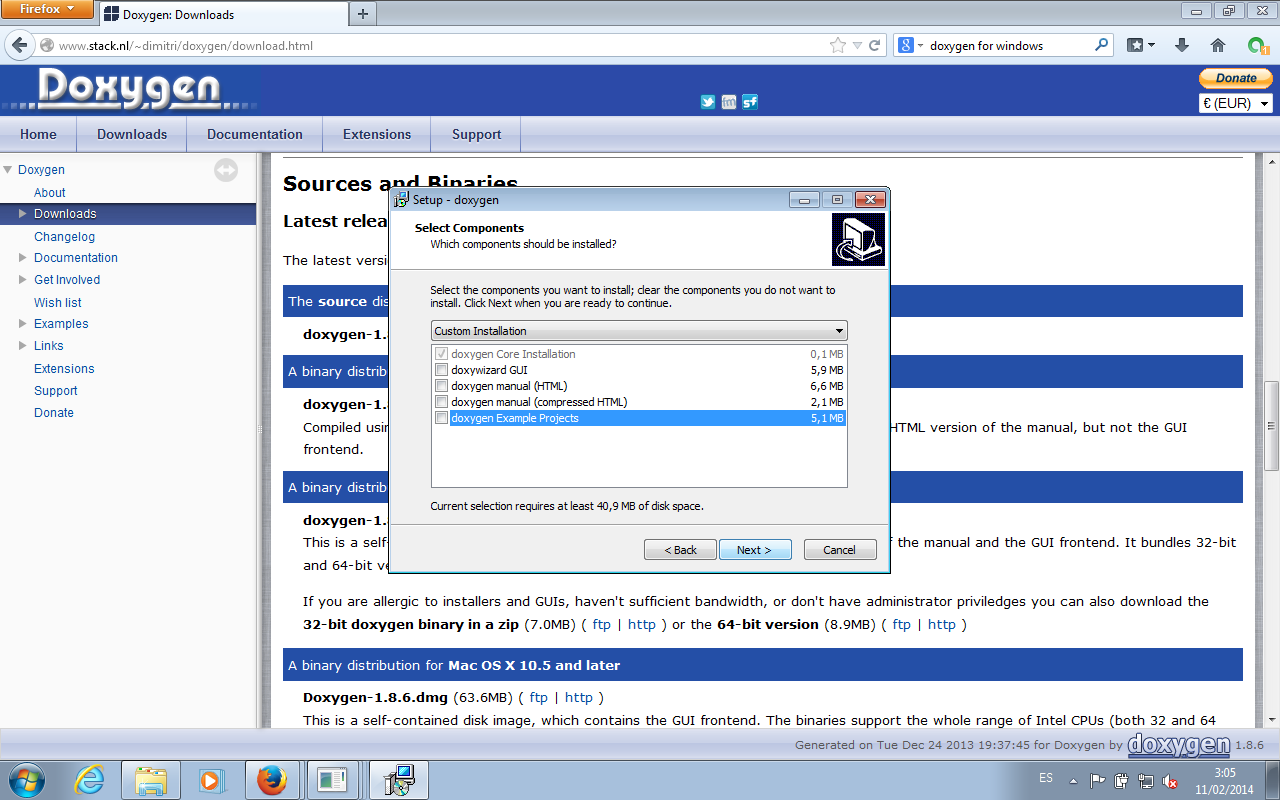 Firefox
Doxygen: Downloads
www.stack.nl/~dimitri/doxygen/download.html
doxygen for windows
Doxygen
Donate
€ (EUR)
Home
Downloads
Documentation
Extensions
Support
Doxygen
About
Downloads
Changelog
Documentation
Get Involved
Wish list
Examples
Links
Extensions
Support
Donate
Sources and Binaries
Latest relea
The latest versi
The source dis
doxygen-1.
A binary distribu
doxygen-1.
Compiled usin
HTML version of the manual, but not the GUI
frontend.
A binary distrib
doxygen-1.
This is a self-
f the manual and the GUI frontend. It bundles 32-bit
and 64-bit ve
If you are allergic to installers and GUIs, haven't sufficient bandwidth, or don't have administrator priviledges you can also download the
32-bit doxygen binary in a zip (7.0MB) ( ftp | http ) or the 64-bit version (8.9MB) ( ftp | http )
A binary distribution for Mac OS X 10.5 and later
Doxygen-1.8.6.dmg (63.6MB) ( ftp | http )
This is a self-contained disk image, which contains the GUI frontend. The binaries support the whole range of Intel CPUs (both 32 and 64
Setup - doxygen
Select Components
Which components should be installed?
Select the components you want to install; clear the components you do not want to
install. Click Next when you are ready to continue.
Custom Installation
doxygen Core Installation 0,1 MB
doxywizard GUI 5,9 MB
doxygen manual (HTML) 6,6 MB
doxygen manual (compressed HTML) 2,1 MB
doxygen Example Projects 5,1 MB
Current selection requires at least 40,9 MB of disk space.
< Back
Next >
Cancel
Generated on Tue Dec 24 2013 19:37:45 for Doxygen by doxygen 1.8.6
ES
3:05
11/02/2014